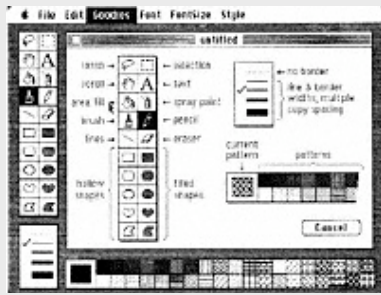 File Edit Goodies Font FontSize Style
untitled
lasso
selection
scroll
text
area fill
spray paint
brush
pencil
lines
eraser
hollow
shapes
filled
shapes
no border
line & border
widths, multiple
copy spacing
current
pattern
patterns
Cancel